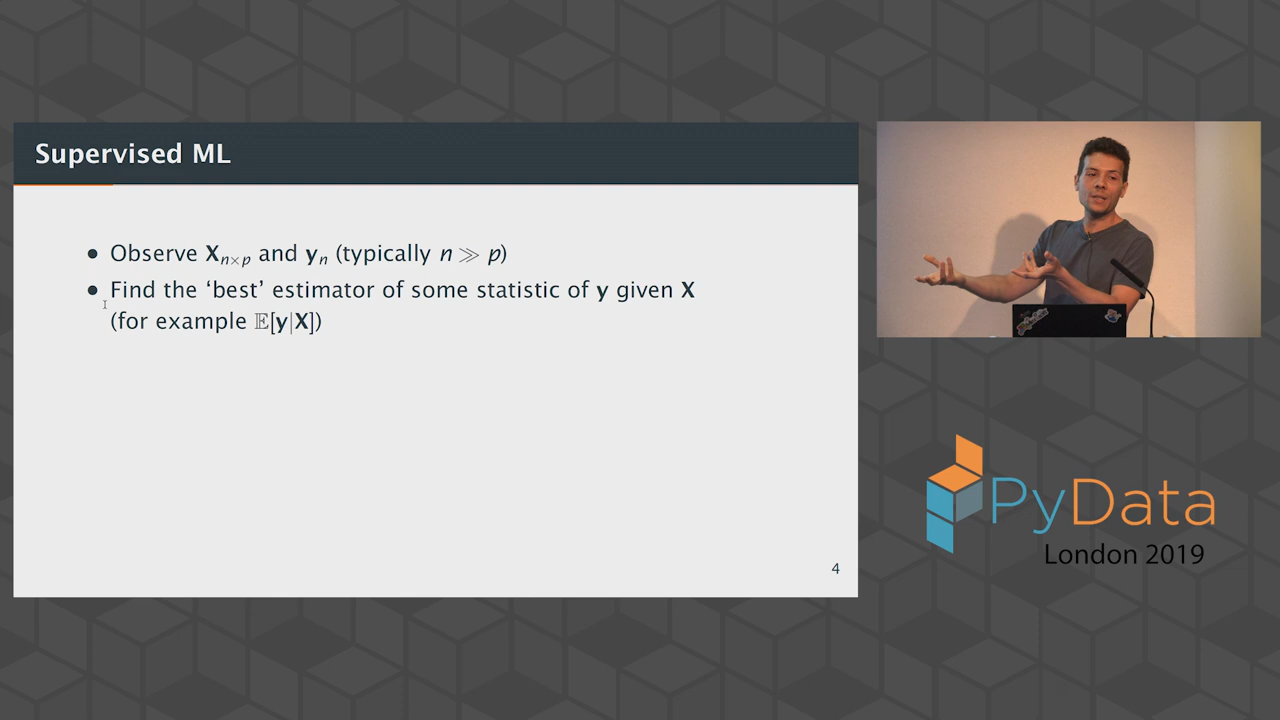 Supervised ML
• Observe X_{n×p} and y_n (typically n ≫ p)
• Find the ‘best’ estimator of some statistic of y given X
(for example 𝔼[y|X])
4
PyData
London 2019